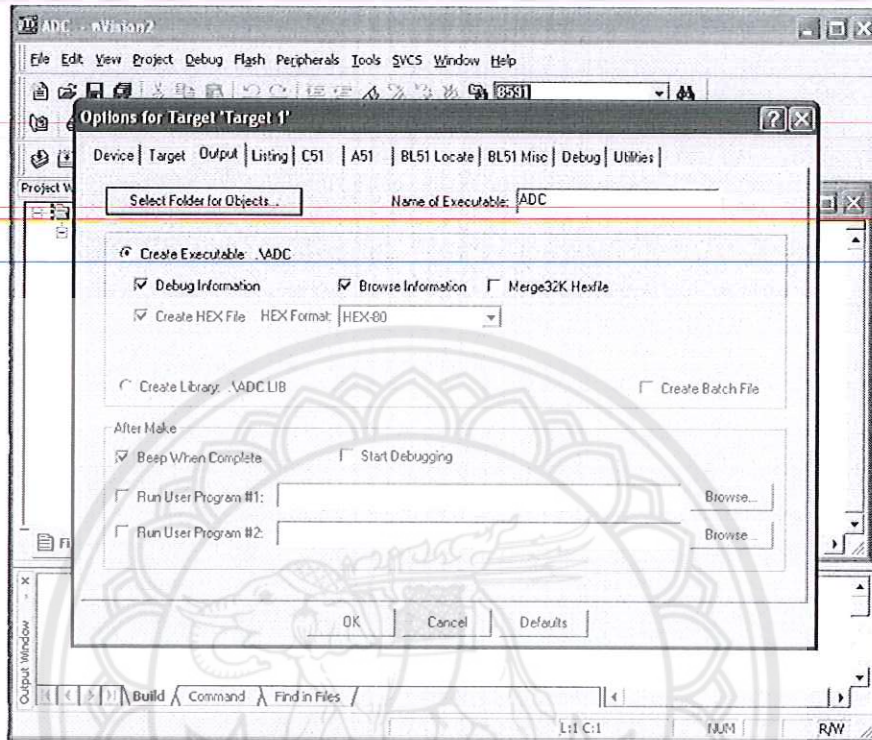 ADC - µVision2
File Edit View Project Debug Flash Peripherals Tools SVCS Window Help
8591
Options for Target 'Target 1'
Device Target Output Listing C51 A51 BL51 Locate BL51 Misc Debug Utilities
Project W
Select Folder for Objects... Name of Executable: ADC
Create Executable: .\ADC
Debug Information Browse Information Merge32K Hexfile
Create HEX File HEX Format: HEX-80
Create Library: .\ADC.LIB Create Batch File
After Make
Beep When Complete Start Debugging
Run User Program #1: Browse...
Run User Program #2: Browse...
Fi
OK Cancel Defaults
Output Window
Build Command Find in Files
L:1 C:1 NUM R/W